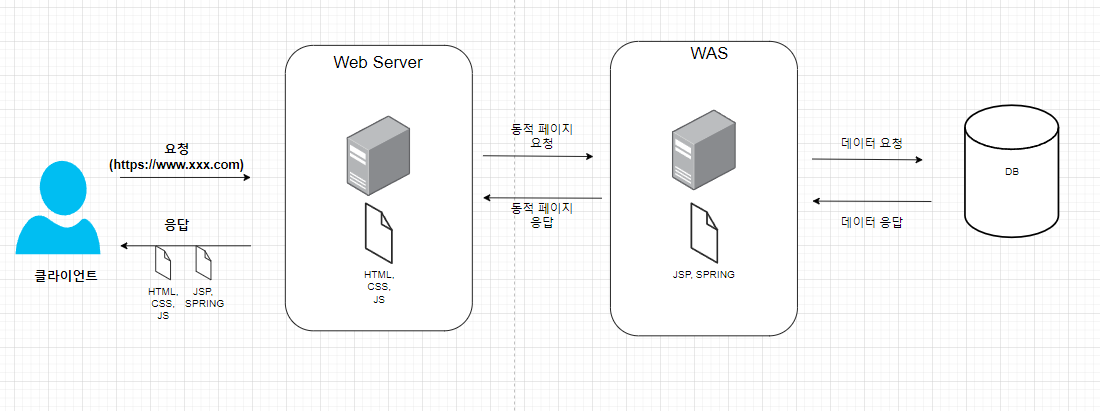 Web Server
WAS
요청
(https://www.xxx.com)
응답
클라이언트
HTML,
CSS,
JS
JSP,
SPRING
HTML,
CSS,
JS
동적 페이지
요청
동적 페이지
응답
JSP, SPRING
데이터 요청
데이터 응답
DB